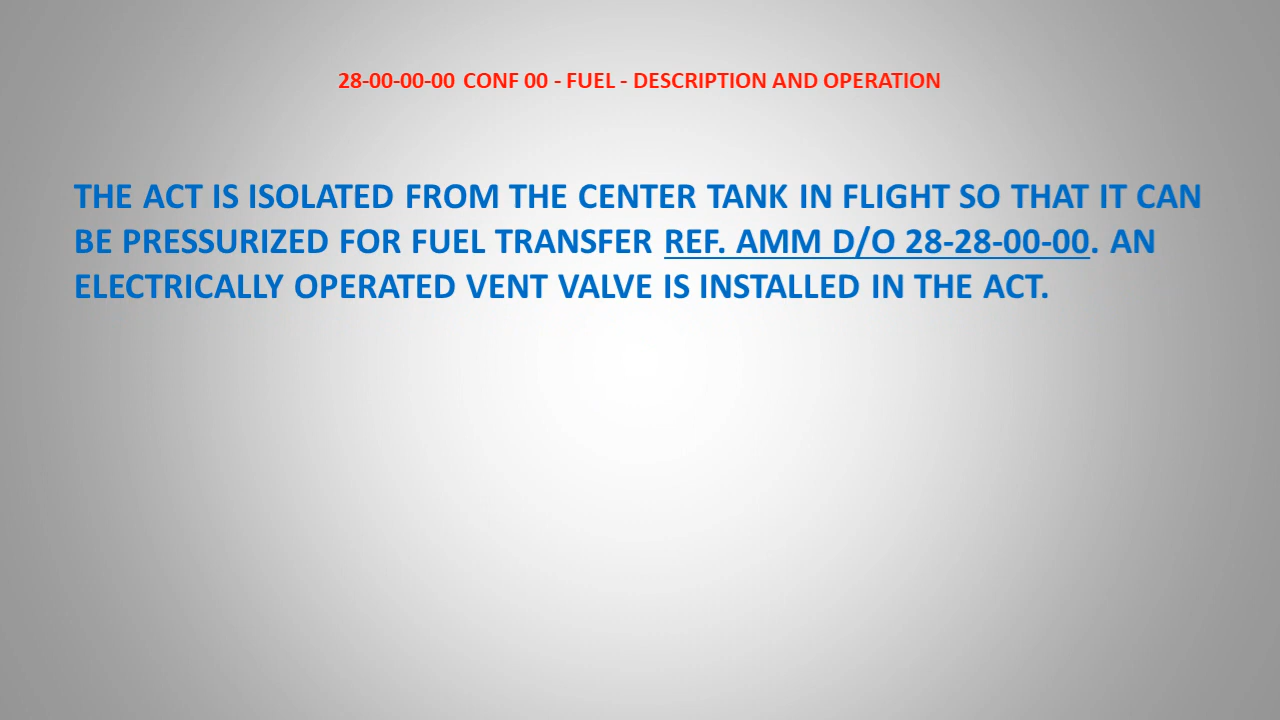 28-00-00-00 CONF 00 - FUEL - DESCRIPTION AND OPERATION
THE ACT IS ISOLATED FROM THE CENTER TANK IN FLIGHT SO THAT IT CAN
BE PRESSURIZED FOR FUEL TRANSFER REF. AMM D/O 28-28-00-00. AN
ELECTRICALLY OPERATED VENT VALVE IS INSTALLED IN THE ACT.